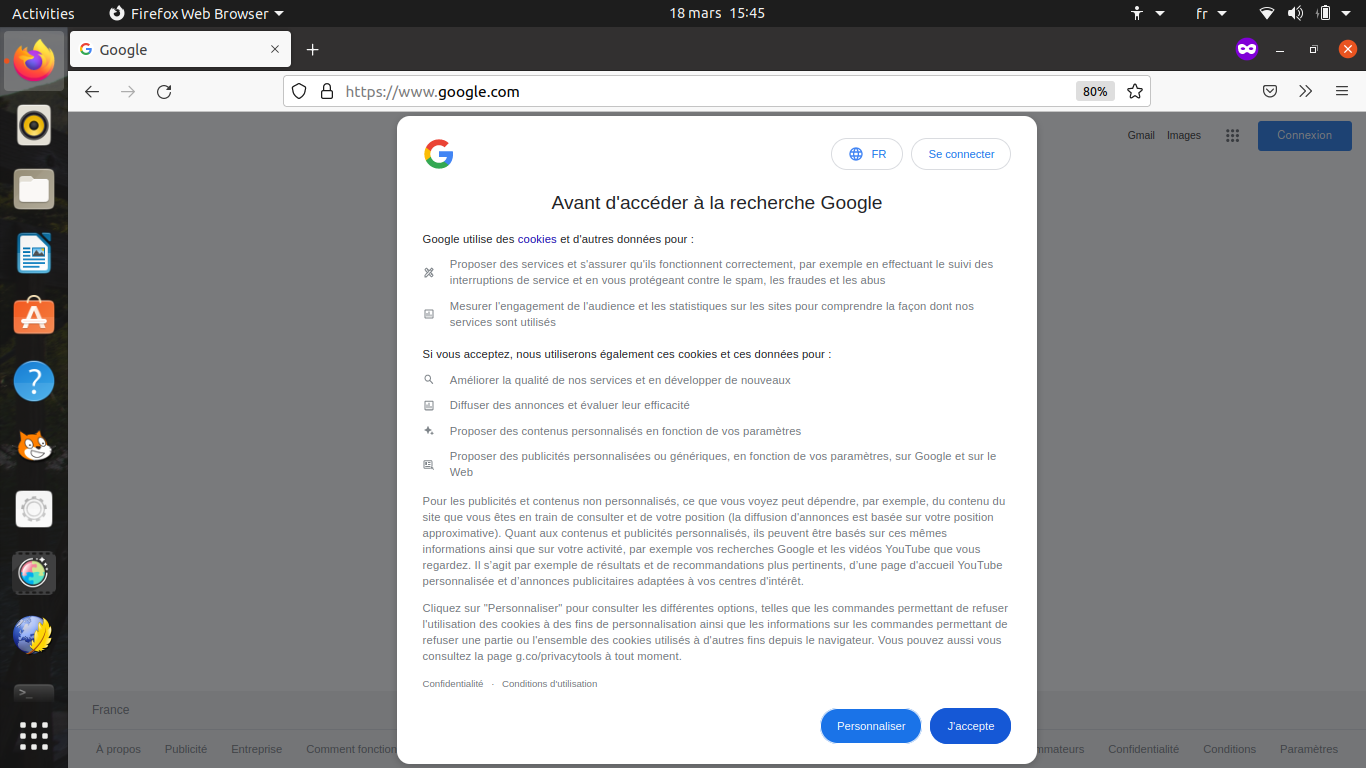 Activities
Firefox Web Browser
18 mars 15:45
fr
Google
https://www.google.com
80%
Gmail
Images
Connexion
FR
Se connecter
Avant d'accéder à la recherche Google
Google utilise des cookies et d'autres données pour :
Proposer des services et s'assurer qu'ils fonctionnent correctement, par exemple en effectuant le suivi des
interruptions de service et en vous protégeant contre le spam, les fraudes et les abus
Mesurer l'engagement de l'audience et les statistiques sur les sites pour comprendre la façon dont nos
services sont utilisés
Si vous acceptez, nous utiliserons également ces cookies et ces données pour :
Améliorer la qualité de nos services et en développer de nouveaux
Diffuser des annonces et évaluer leur efficacité
Proposer des contenus personnalisés en fonction de vos paramètres
Proposer des publicités personnalisées ou génériques, en fonction de vos paramètres, sur Google et sur le
Web
Pour les publicités et contenus non personnalisés, ce que vous voyez peut dépendre, par exemple, du contenu du
site que vous êtes en train de consulter et de votre position (la diffusion d'annonces est basée sur votre position
approximative). Quant aux contenus et publicités personnalisés, ils peuvent être basés sur ces mêmes
informations ainsi que sur votre activité, par exemple vos recherches Google et les vidéos YouTube que vous
regardez. Il s'agit par exemple de résultats et de recommandations plus pertinents, d'une page d'accueil YouTube
personnalisée et d'annonces publicitaires adaptées à vos centres d'intérêt.
Cliquez sur "Personnaliser" pour consulter les différentes options, telles que les commandes permettant de refuser
l'utilisation des cookies à des fins de personnalisation ainsi que les informations sur les commandes permettant de
refuser une partie ou l'ensemble des cookies utilisés à d'autres fins depuis le navigateur. Vous pouvez aussi vous
consultez la page g.co/privacytools à tout moment.
Confidentialité · Conditions d'utilisation
France
Personnaliser
J'accepte
À propos
Publicité
Entreprise
Comment fonction
mmateurs
Confidentialité
Conditions
Paramètres